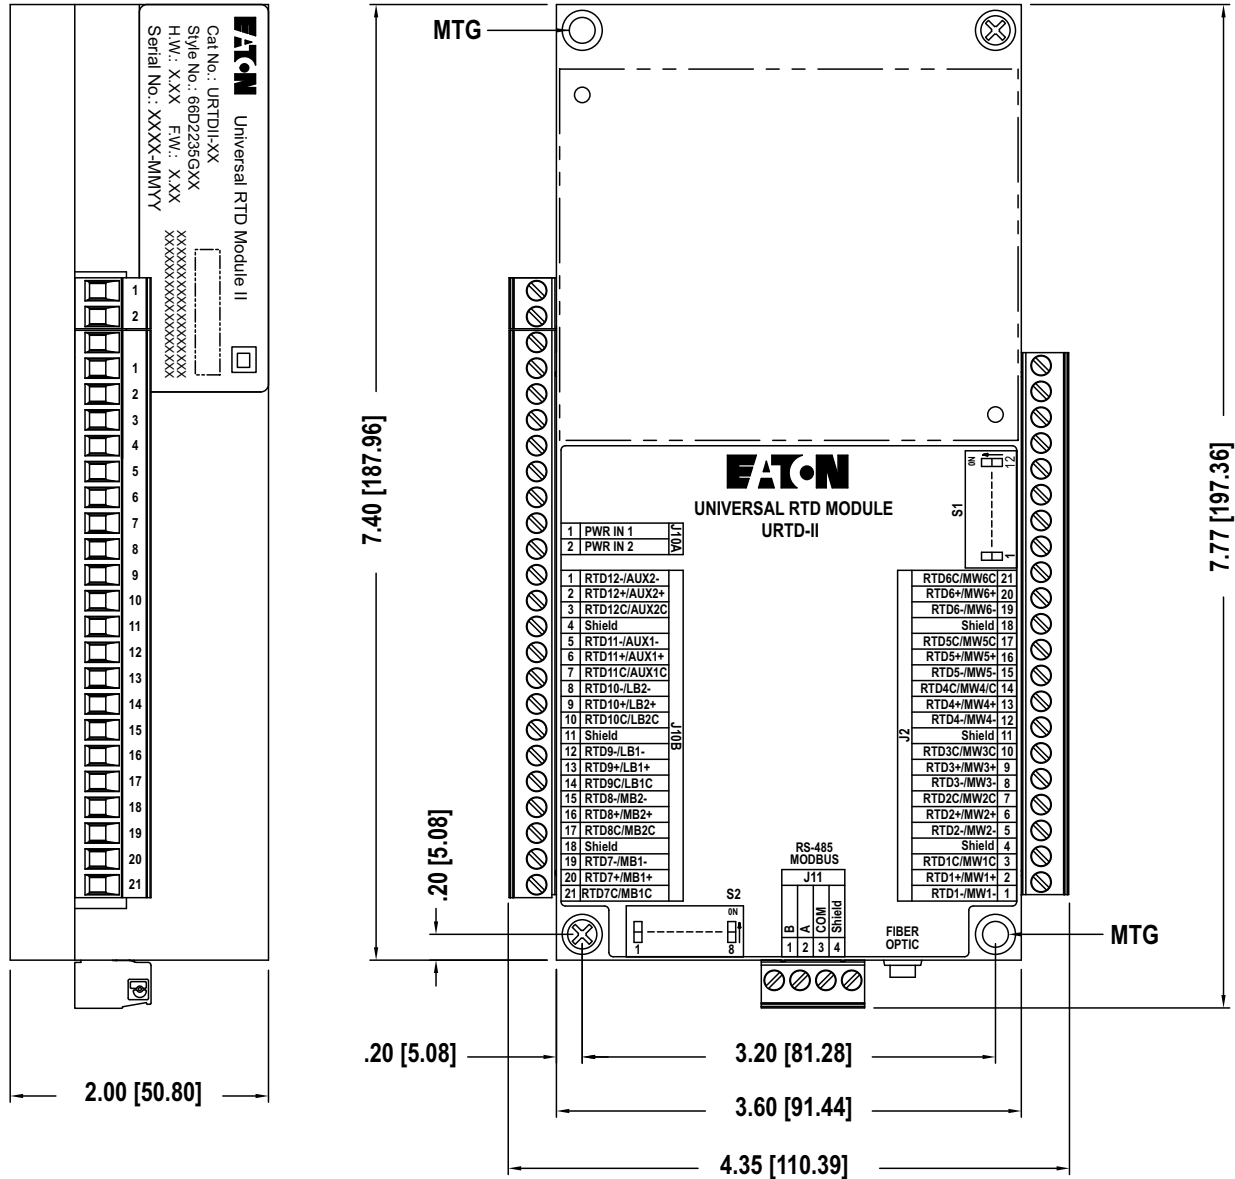 EATON
Universal RTD Module II
Cat No.: URTDII-XX
Style No.: 66D2235GXX
H.W.: X.XX F.W.: X.XX
Serial No.: XXXX-MMYY
1
2
1
2
3
4
5
6
7
8
9
10
11
12
13
14
15
16
17
18
19
20
21
2.00 [50.80]
MTG
7.40 [187.96]
7.77 [197.36]
EATON
UNIVERSAL RTD MODULE
URTD-II
S1
ON
12
1
J10A
1 PWR IN 1
2 PWR IN 2
J10B
1 RTD12-/AUX2-
2 RTD12+/AUX2+
3 RTD12C/AUX2C
4 Shield
5 RTD11-/AUX1-
6 RTD11+/AUX1+
7 RTD11C/AUX1C
8 RTD10-/LB2-
9 RTD10+/LB2+
10 RTD10C/LB2C
11 Shield
12 RTD9-/LB1-
13 RTD9+/LB1+
14 RTD9C/LB1C
15 RTD8-/MB2-
16 RTD8+/MB2+
17 RTD8C/MB2C
18 Shield
19 RTD7-/MB1-
20 RTD7+/MB1+
21 RTD7C/MB1C
J2
RTD6C/MW6C 21
RTD6+/MW6+ 20
RTD6-/MW6- 19
Shield 18
RTD5C/MW5C 17
RTD5+/MW5+ 16
RTD5-/MW5- 15
RTD4C/MW4/C 14
RTD4+/MW4+ 13
RTD4-/MW4- 12
Shield 11
RTD3C/MW3C 10
RTD3+/MW3+ 9
RTD3-/MW3- 8
RTD2C/MW2C 7
RTD2+/MW2+ 6
RTD2-/MW2- 5
Shield 4
RTD1C/MW1C 3
RTD1+/MW1+ 2
RTD1-/MW1- 1
RS-485
MODBUS
J11
B
A
COM
Shield
1 2 3 4
S2
ON
1
8
FIBER
OPTIC
MTG
.20 [5.08]
.20 [5.08]
3.20 [81.28]
3.60 [91.44]
4.35 [110.39]